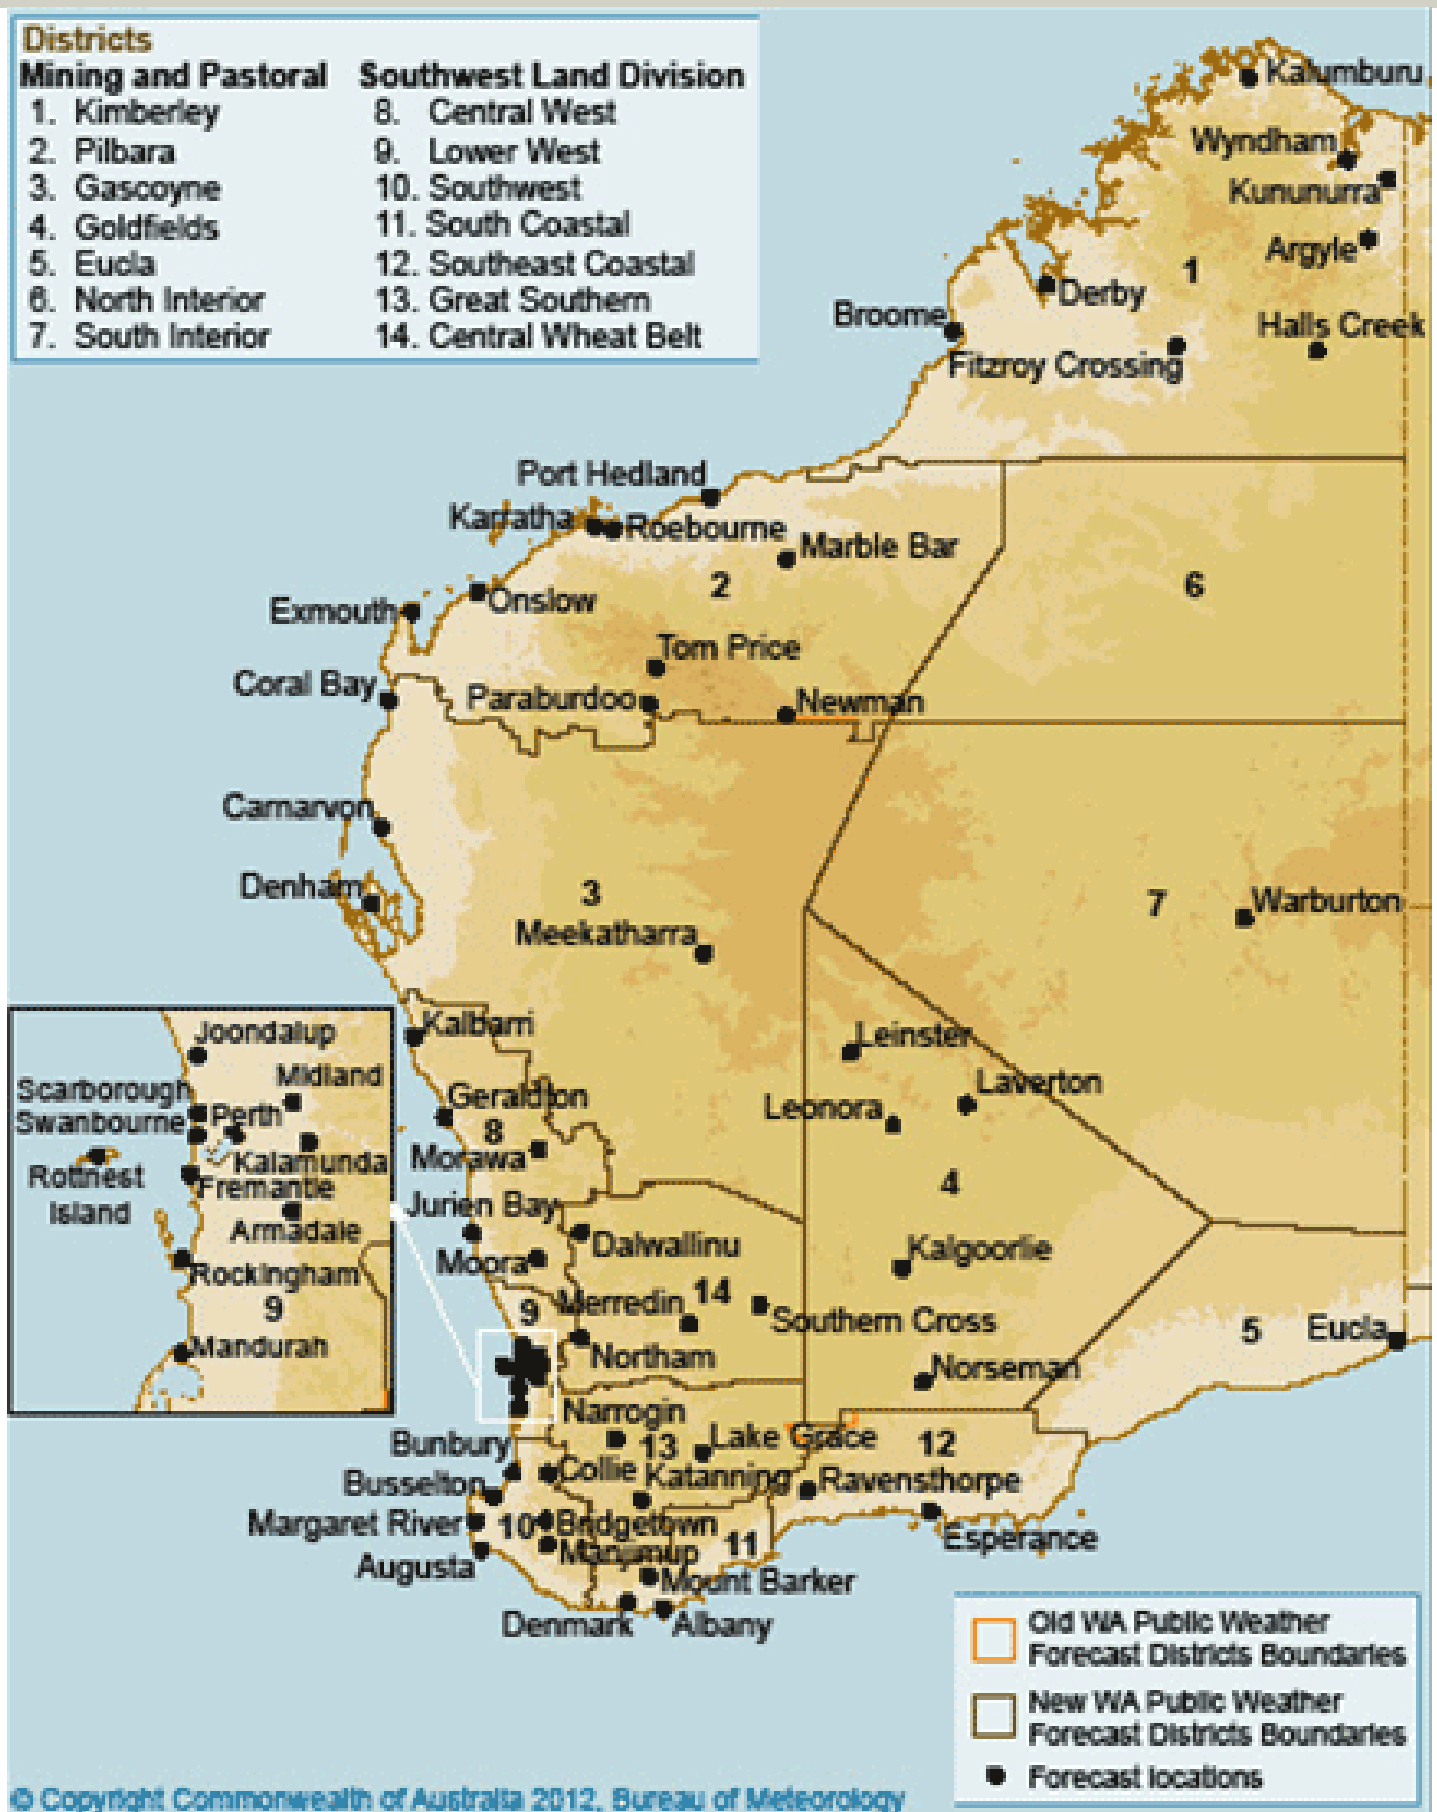 Districts
Mining and Pastoral
1. Kimberley
2. Pilbara
3. Gascoyne
4. Goldfields
5. Eucla
6. North Interior
7. South Interior
Southwest Land Division
8. Central West
9. Lower West
10. Southwest
11. South Coastal
12. Southeast Coastal
13. Great Southern
14. Central Wheat Belt
Kalumburu
Wyndham
Kununurra
Argyle
1
Derby
Broome
Halls Creek
Fitzroy Crossing
Port Hedland
Karratha
Roebourne
Marble Bar
2
6
Onslow
Exmouth
Tom Price
Coral Bay
Paraburdoo
Newman
Carnarvon
Denham
3
7
Warburton
Meekatharra
Kalbarri
Leinster
Laverton
Leonora
Geraldton
8
Morawa
4
Jurien Bay
Dalwallinu
Moora
Kalgoorlie
9
Merredin
14
Southern Cross
5
Eucla
Northam
Norseman
Narrogin
Bunbury
13
Lake Grace
12
Collie
Katanning
Busselton
Ravensthorpe
Margaret River
10
Bridgetown
Esperance
11
Manjimup
Augusta
Mount Barker
Denmark
Albany
Joondalup
Midland
Scarborough
Swanbourne
Perth
Kalamunda
Rottnest
Island
Fremantle
Armadale
Rockingham
9
Mandurah
Old WA Public Weather
Forecast Districts Boundaries
New WA Public Weather
Forecast Districts Boundaries
Forecast locations
© Copyright Commonwealth of Australia 2012, Bureau of Meteorology